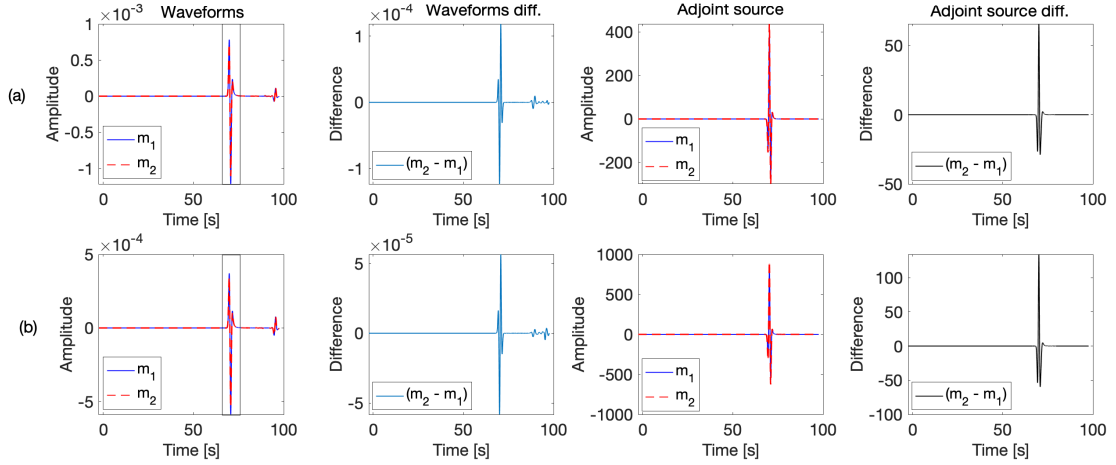 Waveforms
Waveforms diff.
Adjoint source
Adjoint source diff.
(a)
×10⁻³
1
0.5
0
-0.5
-1
Amplitude
m₁
m₂
0 50 100
Time [s]
×10⁻⁴
1
0
-1
Difference
(m₂ - m₁)
0 50 100
Time [s]
400
200
0
-200
Amplitude
m₁
m₂
0 50 100
Time [s]
50
0
-50
Difference
(m₂ - m₁)
0 50 100
Time [s]
(b)
×10⁻⁴
5
0
-5
Amplitude
m₁
m₂
0 50 100
Time [s]
×10⁻⁵
5
0
-5
Difference
(m₂ - m₁)
0 50 100
Time [s]
1000
500
0
-500
-1000
Amplitude
m₁
m₂
0 50 100
Time [s]
100
50
0
-50
-100
Difference
(m₂ - m₁)
0 50 100
Time [s]